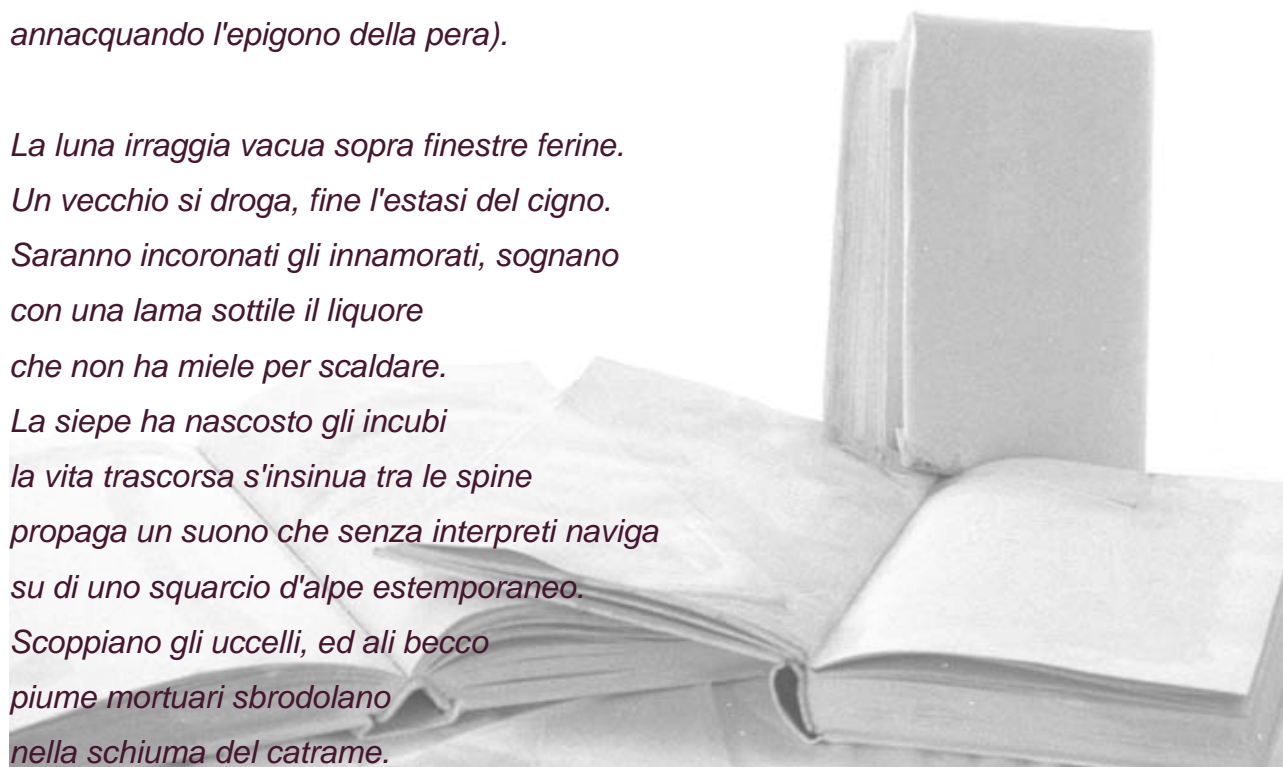 annacquando l'epigono della pera).
La luna irraggia vacua sopra finestre ferine.
Un vecchio si droga, fine l'estasi del cigno.
Saranno incoronati gli innamorati, sognano
con una lama sottile il liquore
che non ha miele per scaldare.
La siepe ha nascosto gli incubi
la vita trascorsa s'insinua tra le spine
propaga un suono che senza interpreti naviga
su di uno squarcio d'alpe estemporaneo.
Scoppiano gli uccelli, ed ali becco
piume mortuari sbrodolano
nella schiuma del catrame.